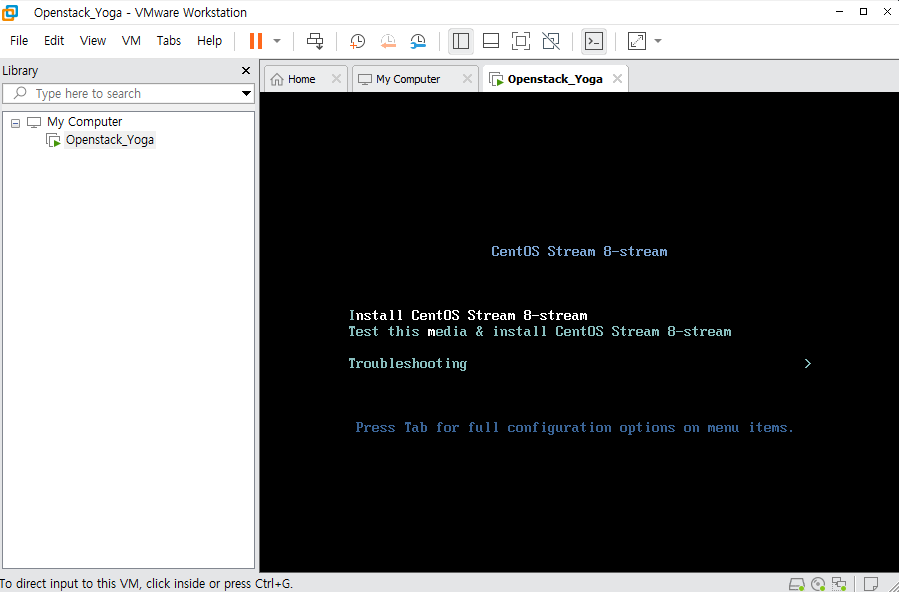 Openstack_Yoga - VMware Workstation
File Edit View VM Tabs Help
Library
Type here to search
My Computer
Openstack_Yoga
Home
My Computer
Openstack_Yoga
CentOS Stream 8-stream
Install CentOS Stream 8-stream
Test this media & install CentOS Stream 8-stream
Troubleshooting >
Press Tab for full configuration options on menu items.
To direct input to this VM, click inside or press Ctrl+G.